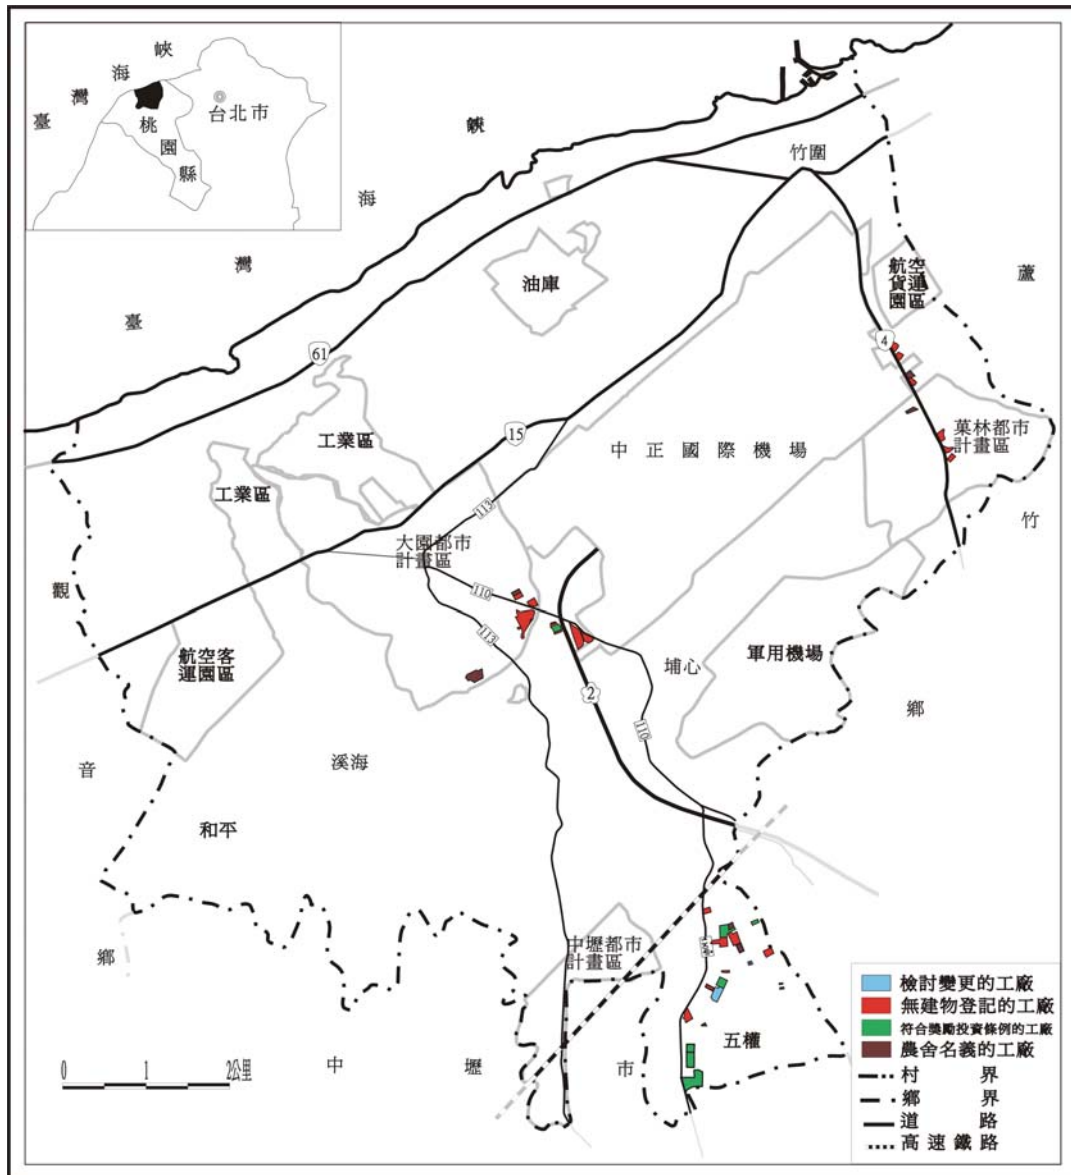 峽
海
灣
臺
台北市
桃
園
縣
峽
海
灣
臺
竹圍
油庫
航空
貨運
園區
蘆
竹
鄉
61
4
15
工業區
工業區
中正國際機場
菓林都市
計畫區
113
大園都市
計畫區
110
113
觀
音
鄉
航空客
運園區
埔心
軍用機場
2
110
溪海
和平
中壢都市
計畫區
五權
中壢市
0 1 2公里
檢討變更的工廠
無建物登記的工廠
符合獎勵投資條例的工廠
農舍名義的工廠
村界
鄉界
道路
高速鐵路